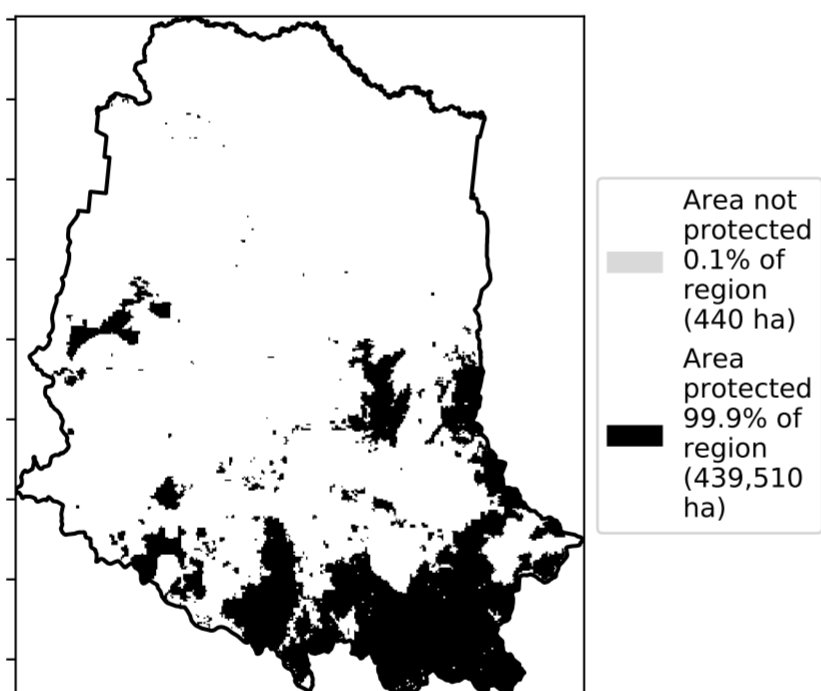 Area not
protected
0.1% of
region
(440 ha)
Area
protected
99.9% of
region
(439,510
ha)